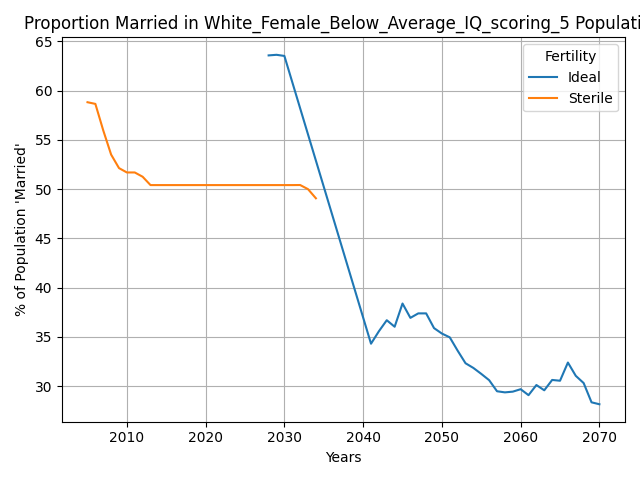 Proportion Married in White_Female_Below_Average_IQ_scoring_5 Populati
65
60
55
50
45
40
35
30
% of Population 'Married'
Fertility
Ideal
Sterile
2010 2020 2030 2040 2050 2060 2070
Years